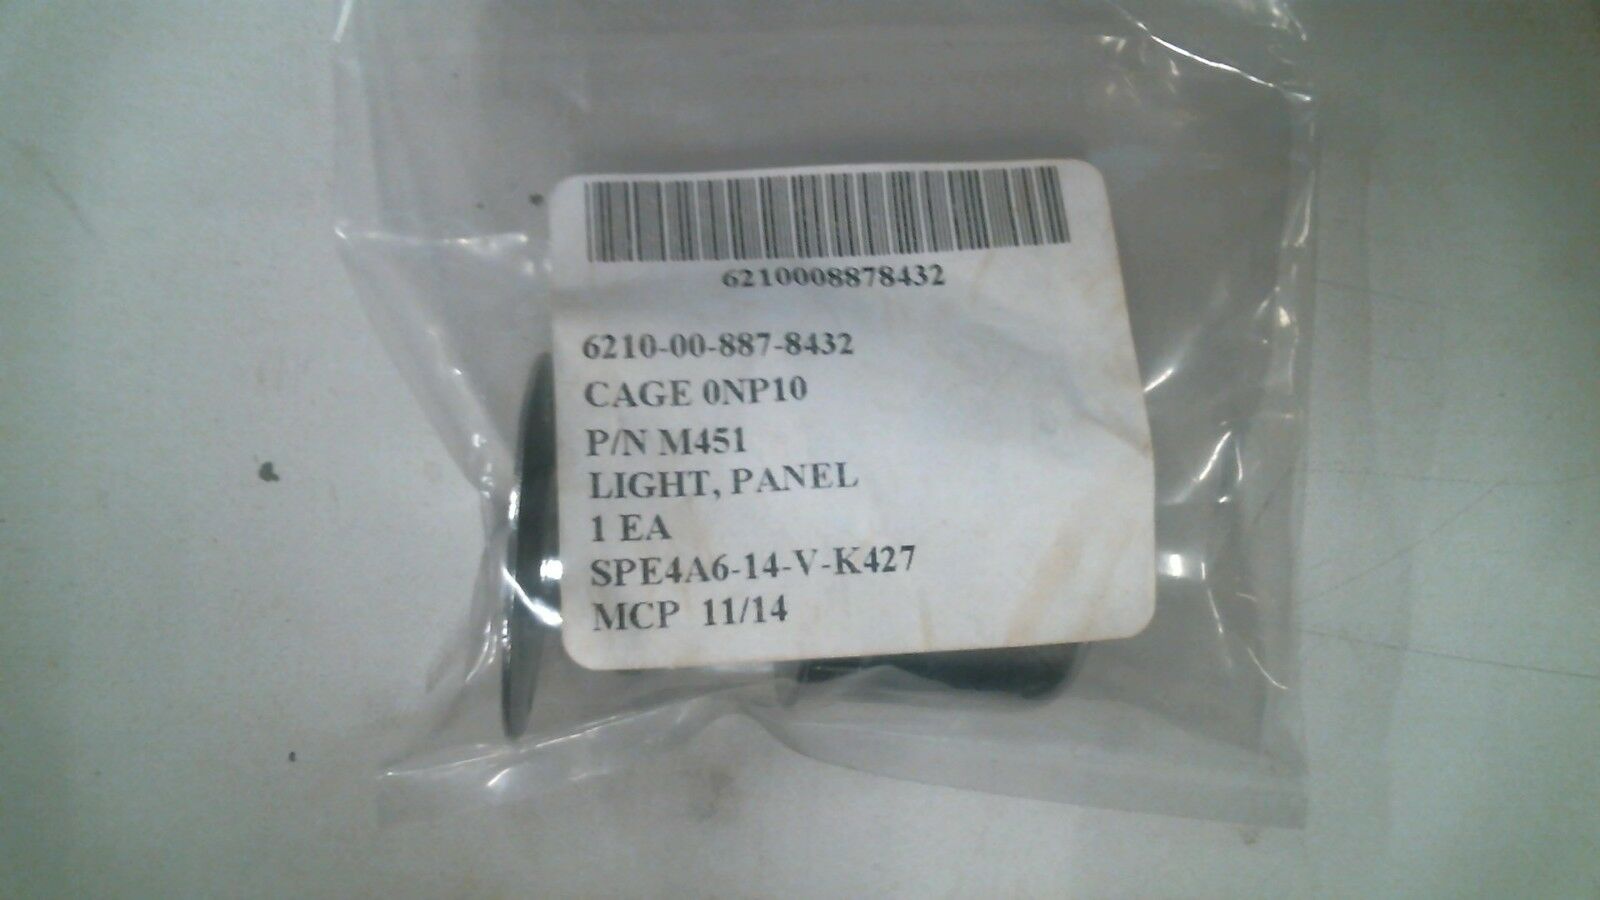 6210008878432
6210-00-887-8432
CAGE 0NP10
P/N M451
LIGHT, PANEL
1 EA
SPE4A6-14-V-K427
MCP 11/14